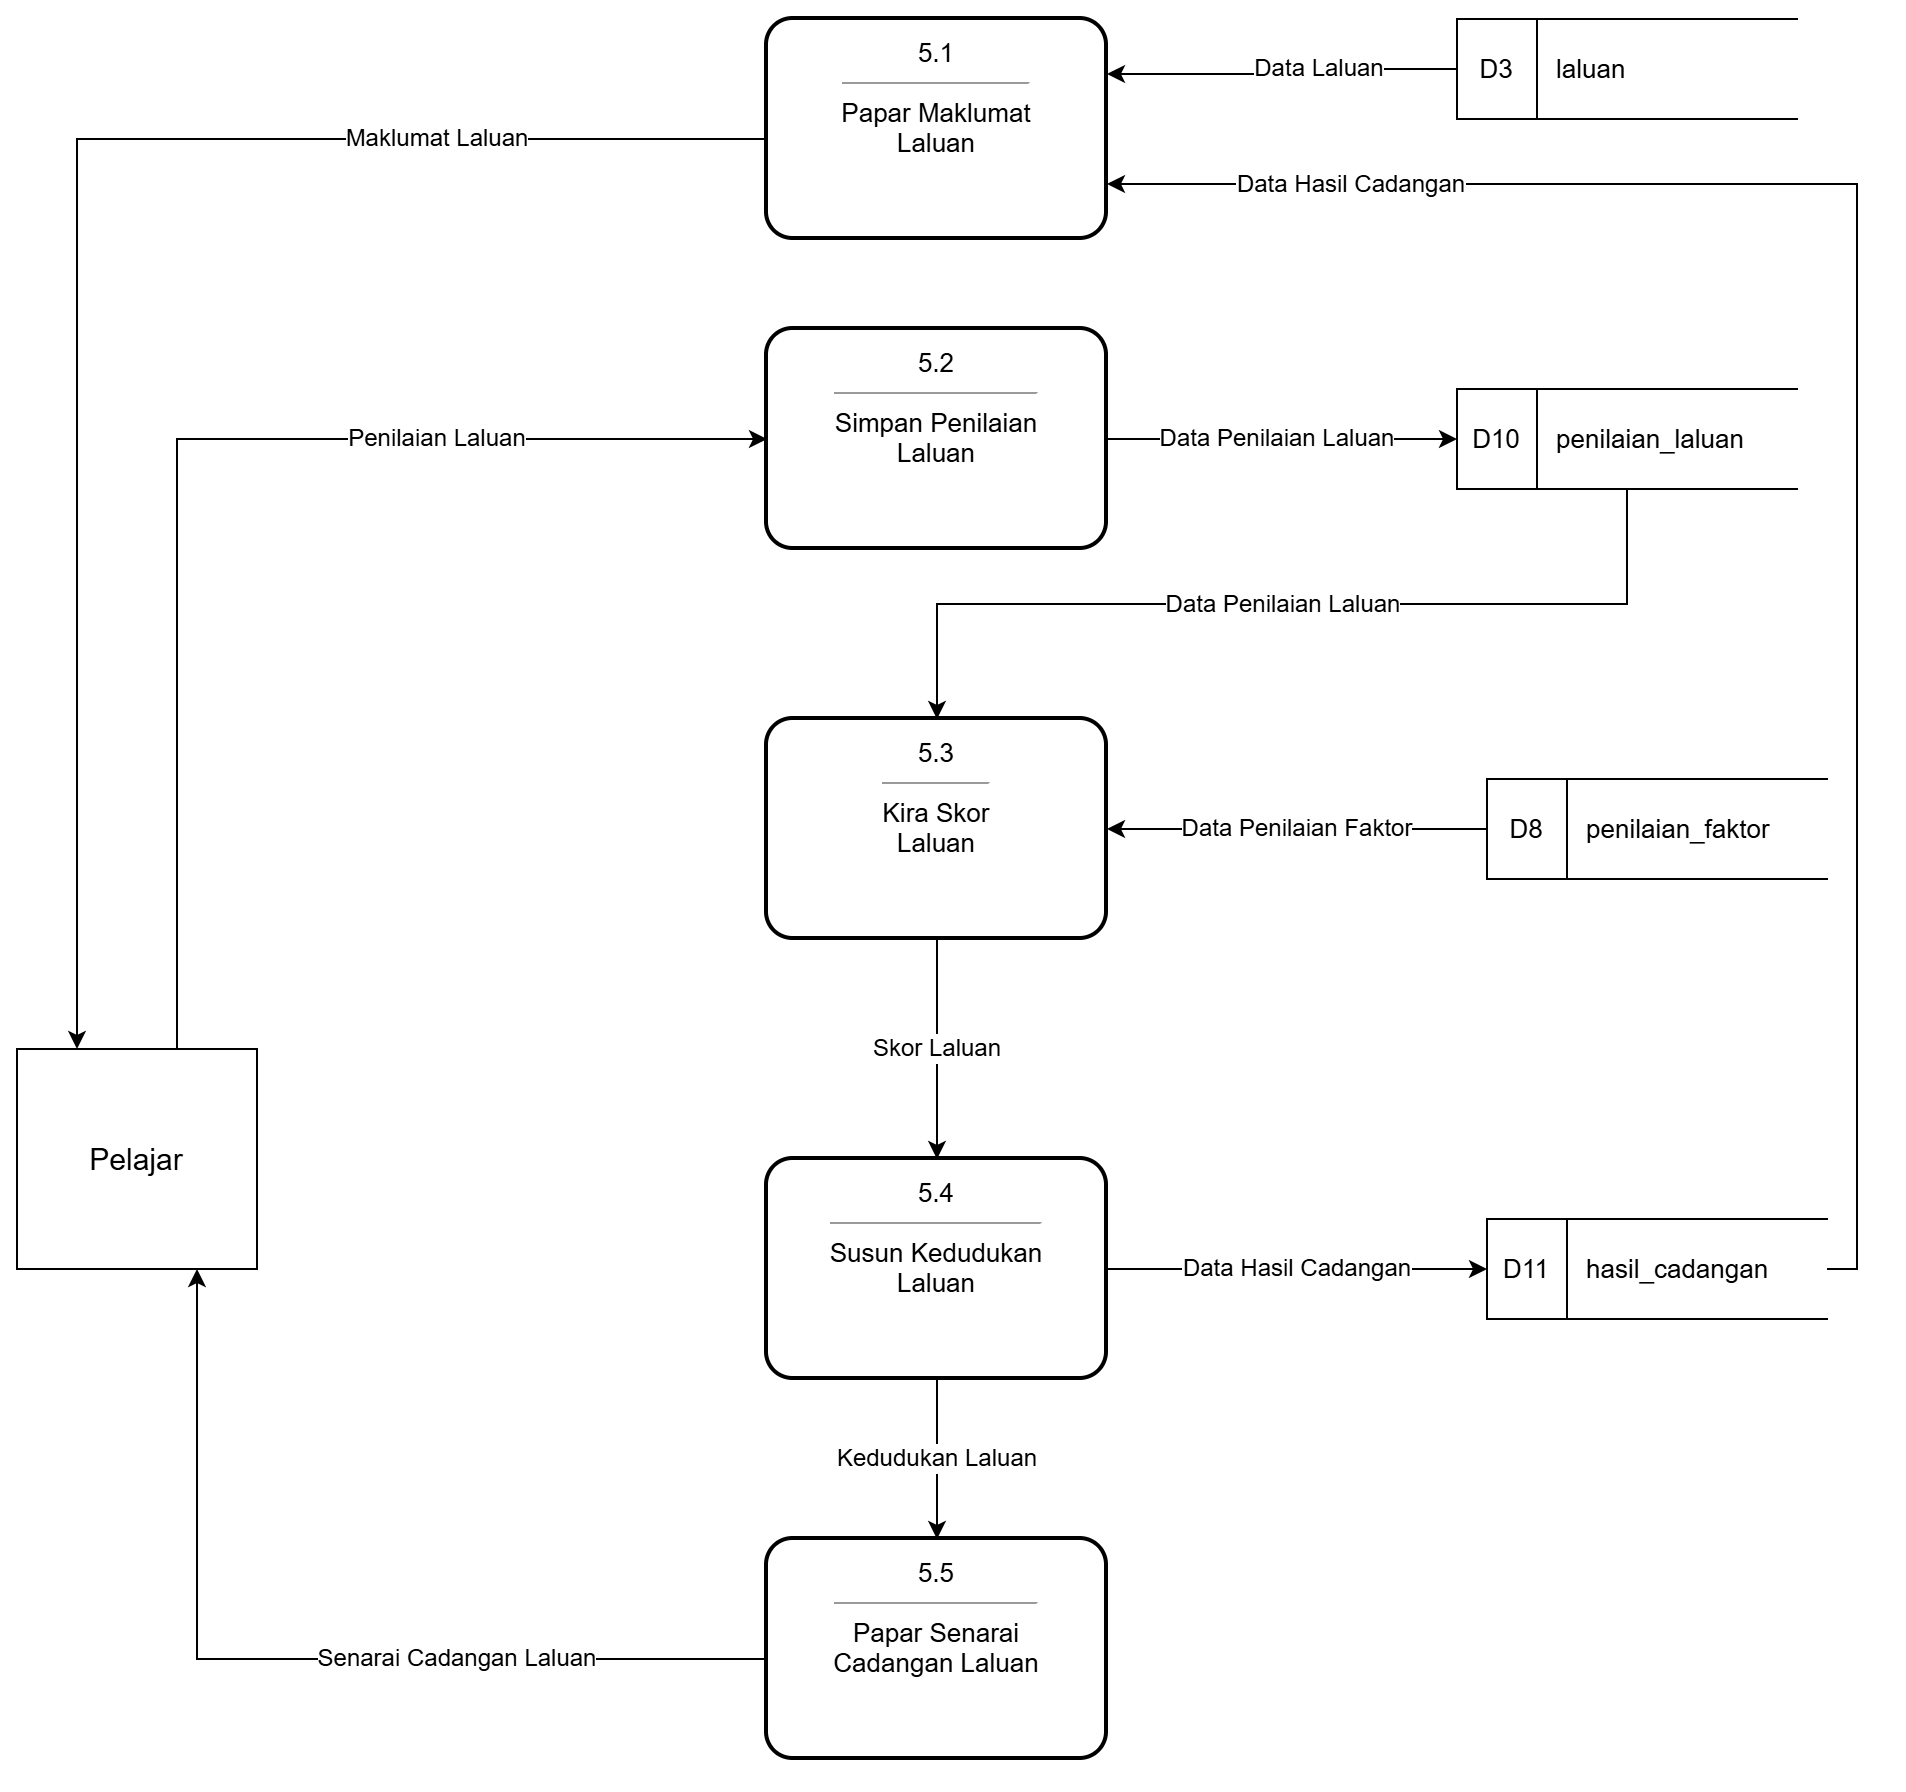 5.1
Papar Maklumat
Laluan
Data Laluan
D3
laluan
Maklumat Laluan
Data Hasil Cadangan
5.2
Simpan Penilaian
Laluan
Penilaian Laluan
Data Penilaian Laluan
D10
penilaian_laluan
Data Penilaian Laluan
5.3
Kira Skor
Laluan
Data Penilaian Faktor
D8
penilaian_faktor
Skor Laluan
Pelajar
5.4
Susun Kedudukan
Laluan
Data Hasil Cadangan
D11
hasil_cadangan
Kedudukan Laluan
5.5
Papar Senarai
Cadangan Laluan
Senarai Cadangan Laluan